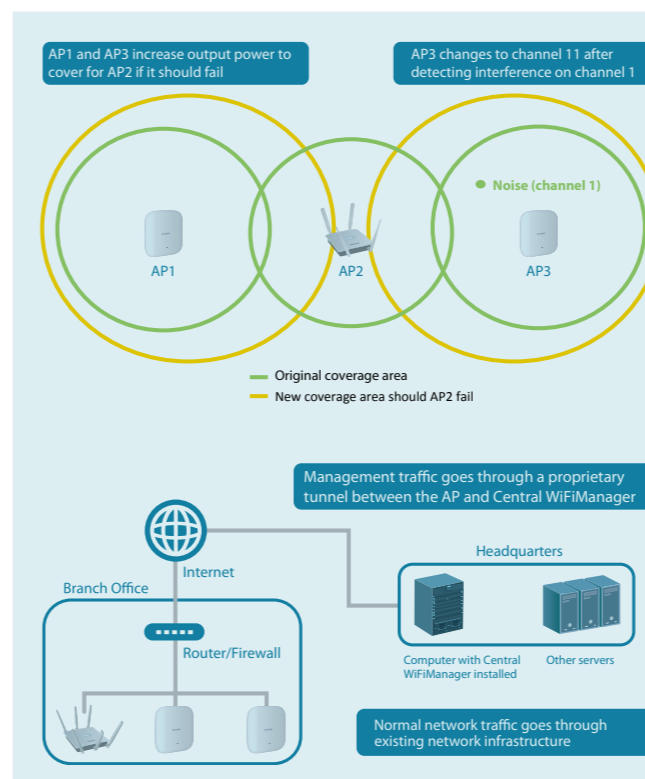 AP1 and AP3 increase output power to
cover for AP2 if it should fail
AP3 changes to channel 11 after
detecting interference on channel 1
Noise (channel 1)
AP1
AP2
AP3
Original coverage area
New coverage area should AP2 fail
Management traffic goes through a proprietary
tunnel between the AP and Central WiFiManager
Internet
Headquarters
Branch Office
Router/Firewall
Computer with Central
WiFiManager installed
Other servers
Normal network traffic goes through
existing network infrastructure